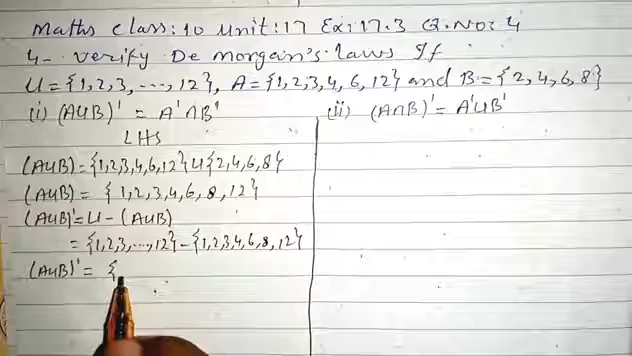 Maths class: 10 Unit: 17 Ex: 17.3 Q.No: 4
4- Verify De Morgan's Laws If
U = {1,2,3, ..., 12}, A = {1,2,3,4,6,12} and B = {2,4,6,8}
(i) (A∪B)' = A'∩B'
LHS
(A∪B) = {1,2,3,4,6,12} ∪ {2,4,6,8}
(A∪B) = {1,2,3,4,6,8,12}
(A∪B)' = U - (A∪B)
= {1,2,3, ..., 12} - {1,2,3,4,6,8,12}
(A∪B)' = {
(ii) (A∩B)' = A'∪B'